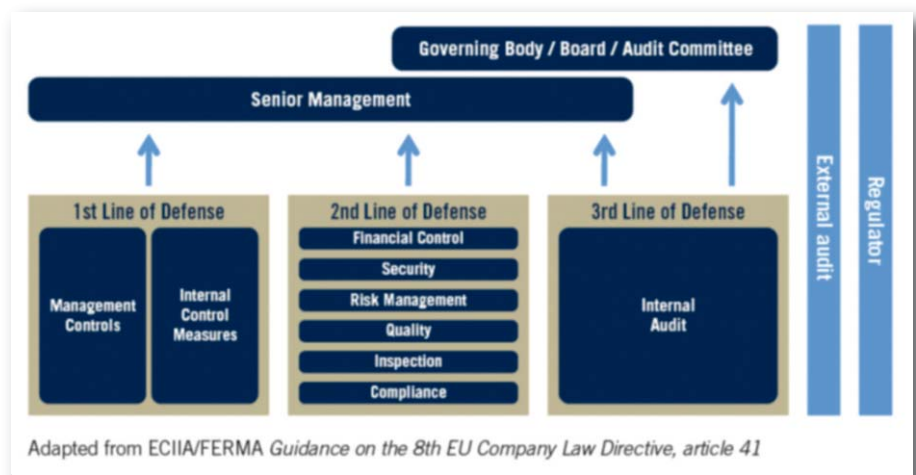 Governing Body / Board / Audit Committee
Senior Management
1st Line of Defense
Management
Controls
Internal
Control
Measures
2nd Line of Defense
Financial Control
Security
Risk Management
Quality
Inspection
Compliance
3rd Line of Defense
Internal
Audit
External audit
Regulator
Adapted from ECIIA/FERMA Guidance on the 8th EU Company Law Directive, article 41